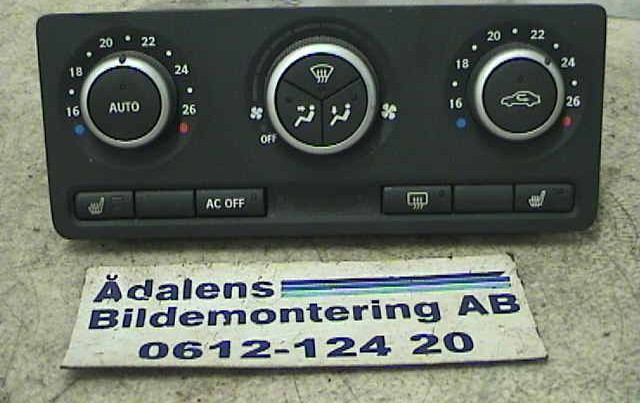 20 22
18 24
16 AUTO 26
OFF
20 22
18 24
16 26
AC OFF
Ådalens
Bildemontering AB
0612-124 20